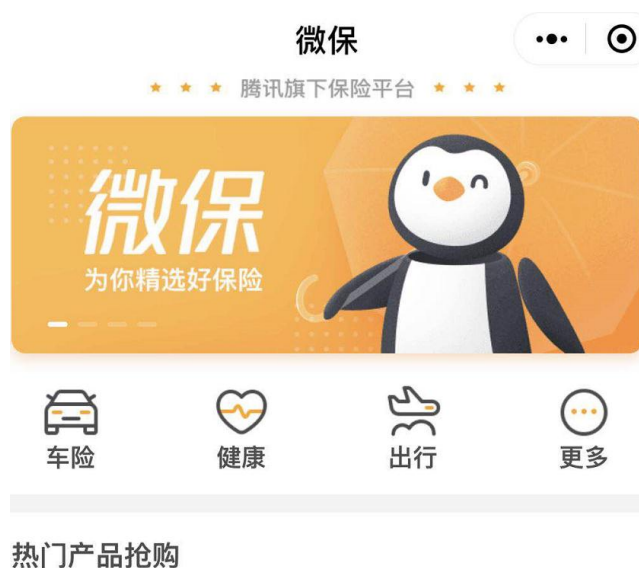 微保
腾讯旗下保险平台
微保
为你精选好保险
车险
健康
出行
更多
热门产品抢购